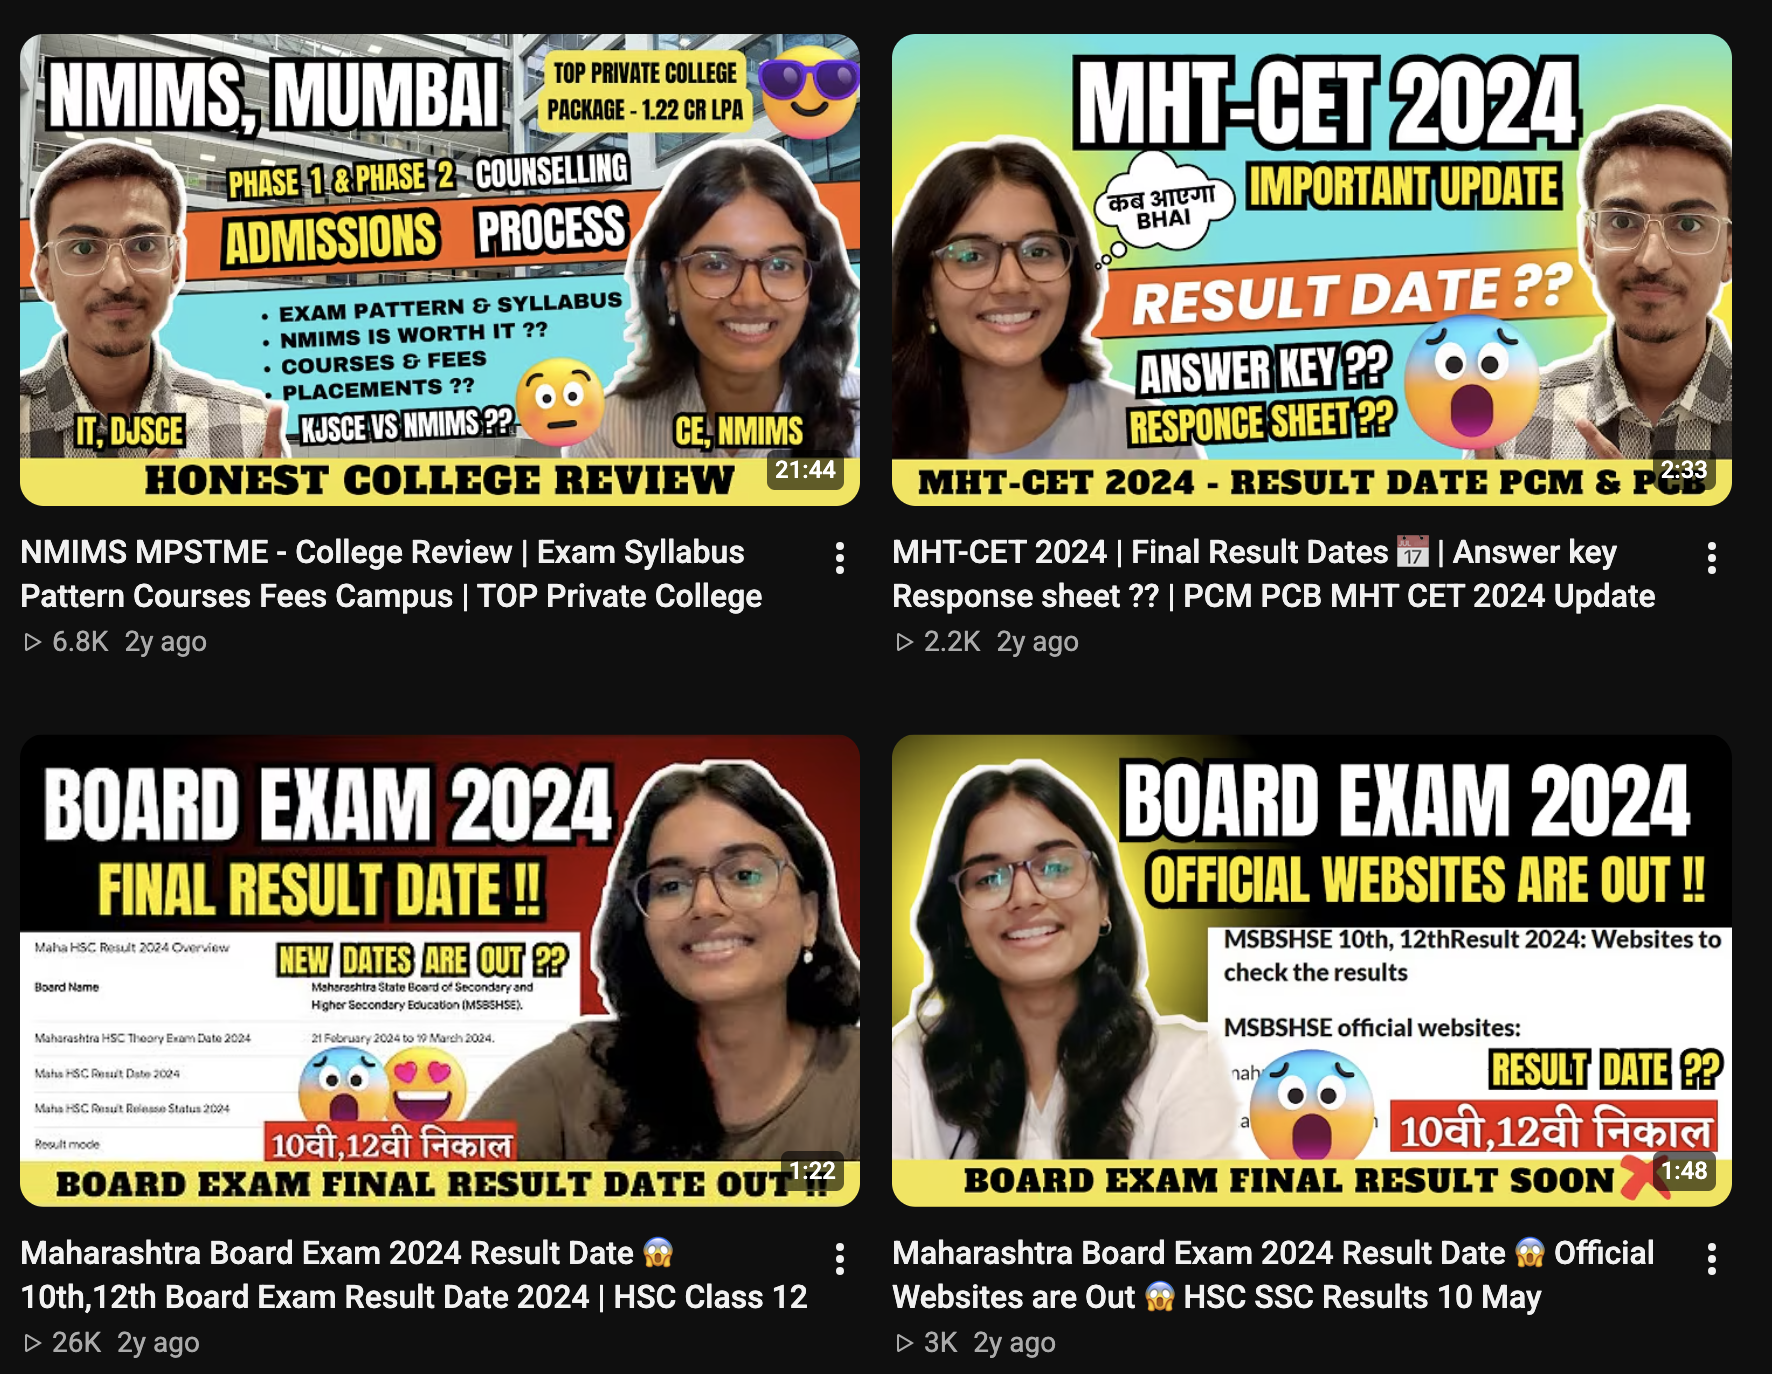 NMIMS, MUMBAI
TOP PRIVATE COLLEGE
PACKAGE - 1.22 CR LPA
PHASE 1 & PHASE 2 COUNSELLING
ADMISSIONS PROCESS
• EXAM PATTERN & SYLLABUS
• NMIMS IS WORTH IT ??
• COURSES & FEES
• PLACEMENTS ??
KJSCE VS NMIMS ??
IT, DJSCE
CE, NMIMS
HONEST COLLEGE REVIEW
21:44
NMIMS MPSTME - College Review | Exam Syllabus
Pattern Courses Fees Campus | TOP Private College
6.8K 2y ago
MHT-CET 2024
कब आएगा
BHAI
IMPORTANT UPDATE
RESULT DATE ??
ANSWER KEY ??
RESPONCE SHEET ??
MHT-CET 2024 - RESULT DATE PCM & PCB
2:33
MHT-CET 2024 | Final Result Dates 📅 | Answer key
Response sheet ?? | PCM PCB MHT CET 2024 Update
2.2K 2y ago
BOARD EXAM 2024
FINAL RESULT DATE !!
Maha HSC Result 2024 Overview
NEW DATES ARE OUT ??
Board Name
Maharashtra State Board of Secondary and
Higher Secondary Education (MSBSHSE).
Maharashtra HSC Theory Exam Date 2024
21 February 2024 to 19 March 2024.
Maha HSC Result Date 2024
Maha HSC Result Release Status 2024
Result mode
10वी,12वी निकाल
BOARD EXAM FINAL RESULT DATE OUT !!
1:22
Maharashtra Board Exam 2024 Result Date 😱
10th,12th Board Exam Result Date 2024 | HSC Class 12
26K 2y ago
BOARD EXAM 2024
OFFICIAL WEBSITES ARE OUT !!
MSBSHSE 10th, 12thResult 2024: Websites to
check the results
MSBSHSE official websites:
RESULT DATE ??
10वी,12वी निकाल
BOARD EXAM FINAL RESULT SOON
1:48
Maharashtra Board Exam 2024 Result Date 😱 Official
Websites are Out 😱 HSC SSC Results 10 May
3K 2y ago